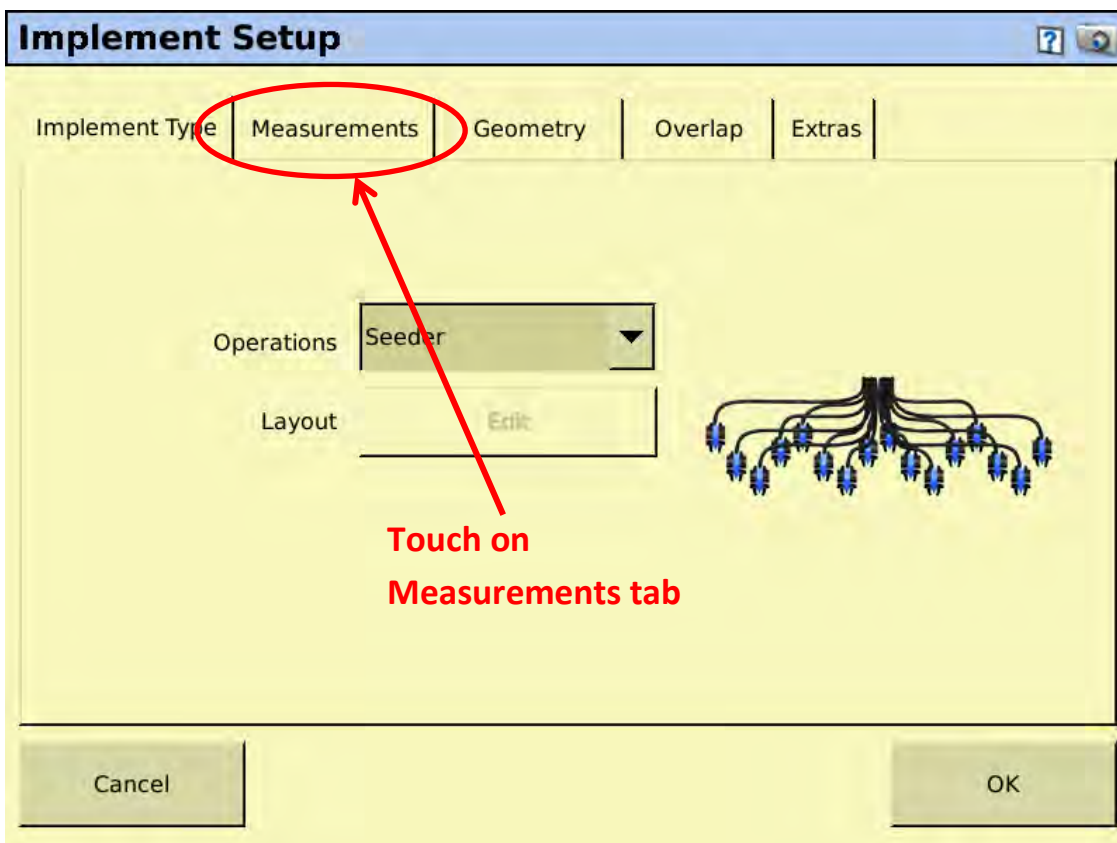 Implement Setup
?
Implement Type Measurements Geometry Overlap Extras
Operations Seeder
Layout Edit
Touch on
Measurements tab
Cancel OK